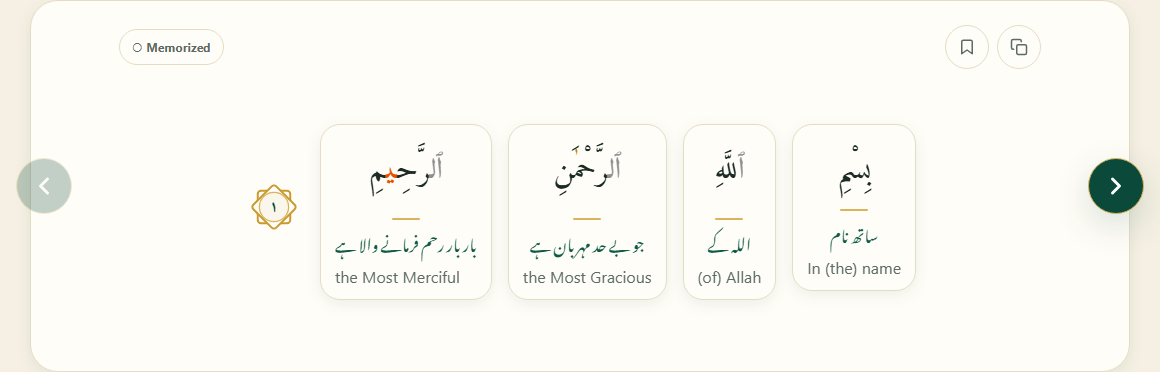 Memorized
بِسْمِ ٱللَّهِ ٱلرَّحْمَٰنِ ٱلرَّحِيمِ ١
ساتھ نام
In (the) name
اللہ کے
(of) Allah
جو بے حد مہربان ہے
the Most Gracious
بار بار رحم فرمانے والا ہے
the Most Merciful